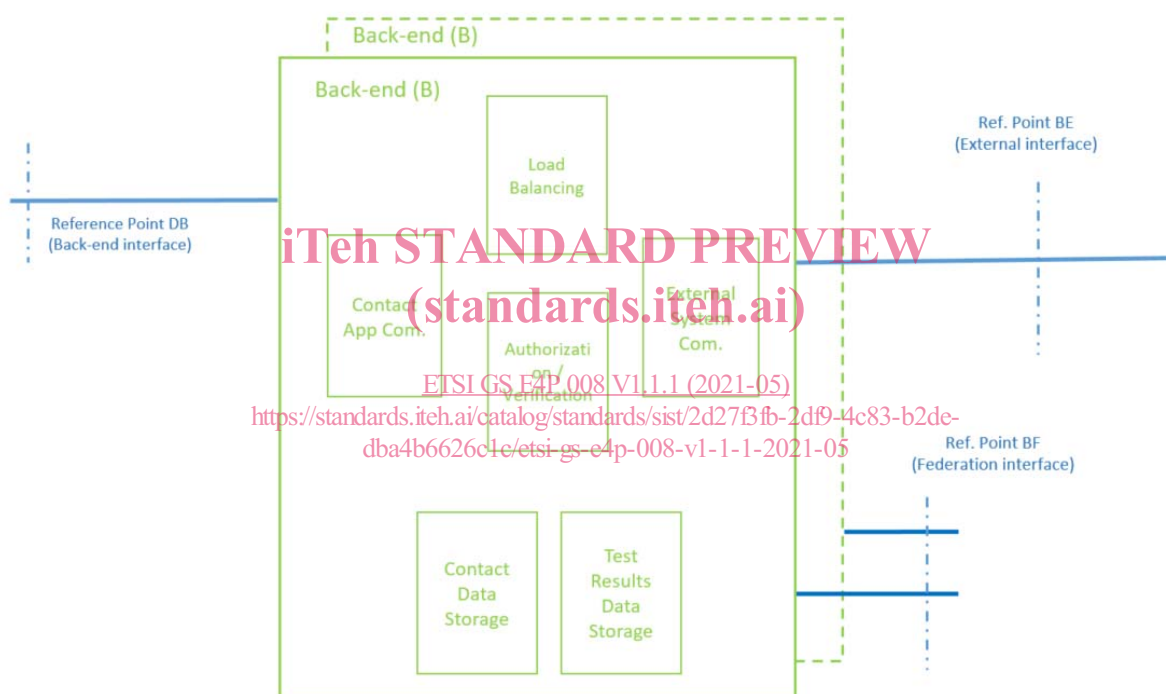 Back-end (B)
Back-end (B)
Load
Balancing
Ref. Point BE
(External interface)
Reference Point DB
(Back-end interface)
iTeh STANDARD PREVIEW
(standards.iteh.ai)
Contact
App Com.
External
System
Com.
Authorizati
on /
Verification
ETSI GS E4P 008 V1.1.1 (2021-05)
https://standards.iteh.ai/catalog/standards/sist/2d27f3fb-2df9-4c83-b2de-
dba4b6626c1c/etsi-gs-e4p-008-v1-1-1-2021-05
Ref. Point BF
(Federation interface)
Contact
Data
Storage
Test
Results
Data
Storage